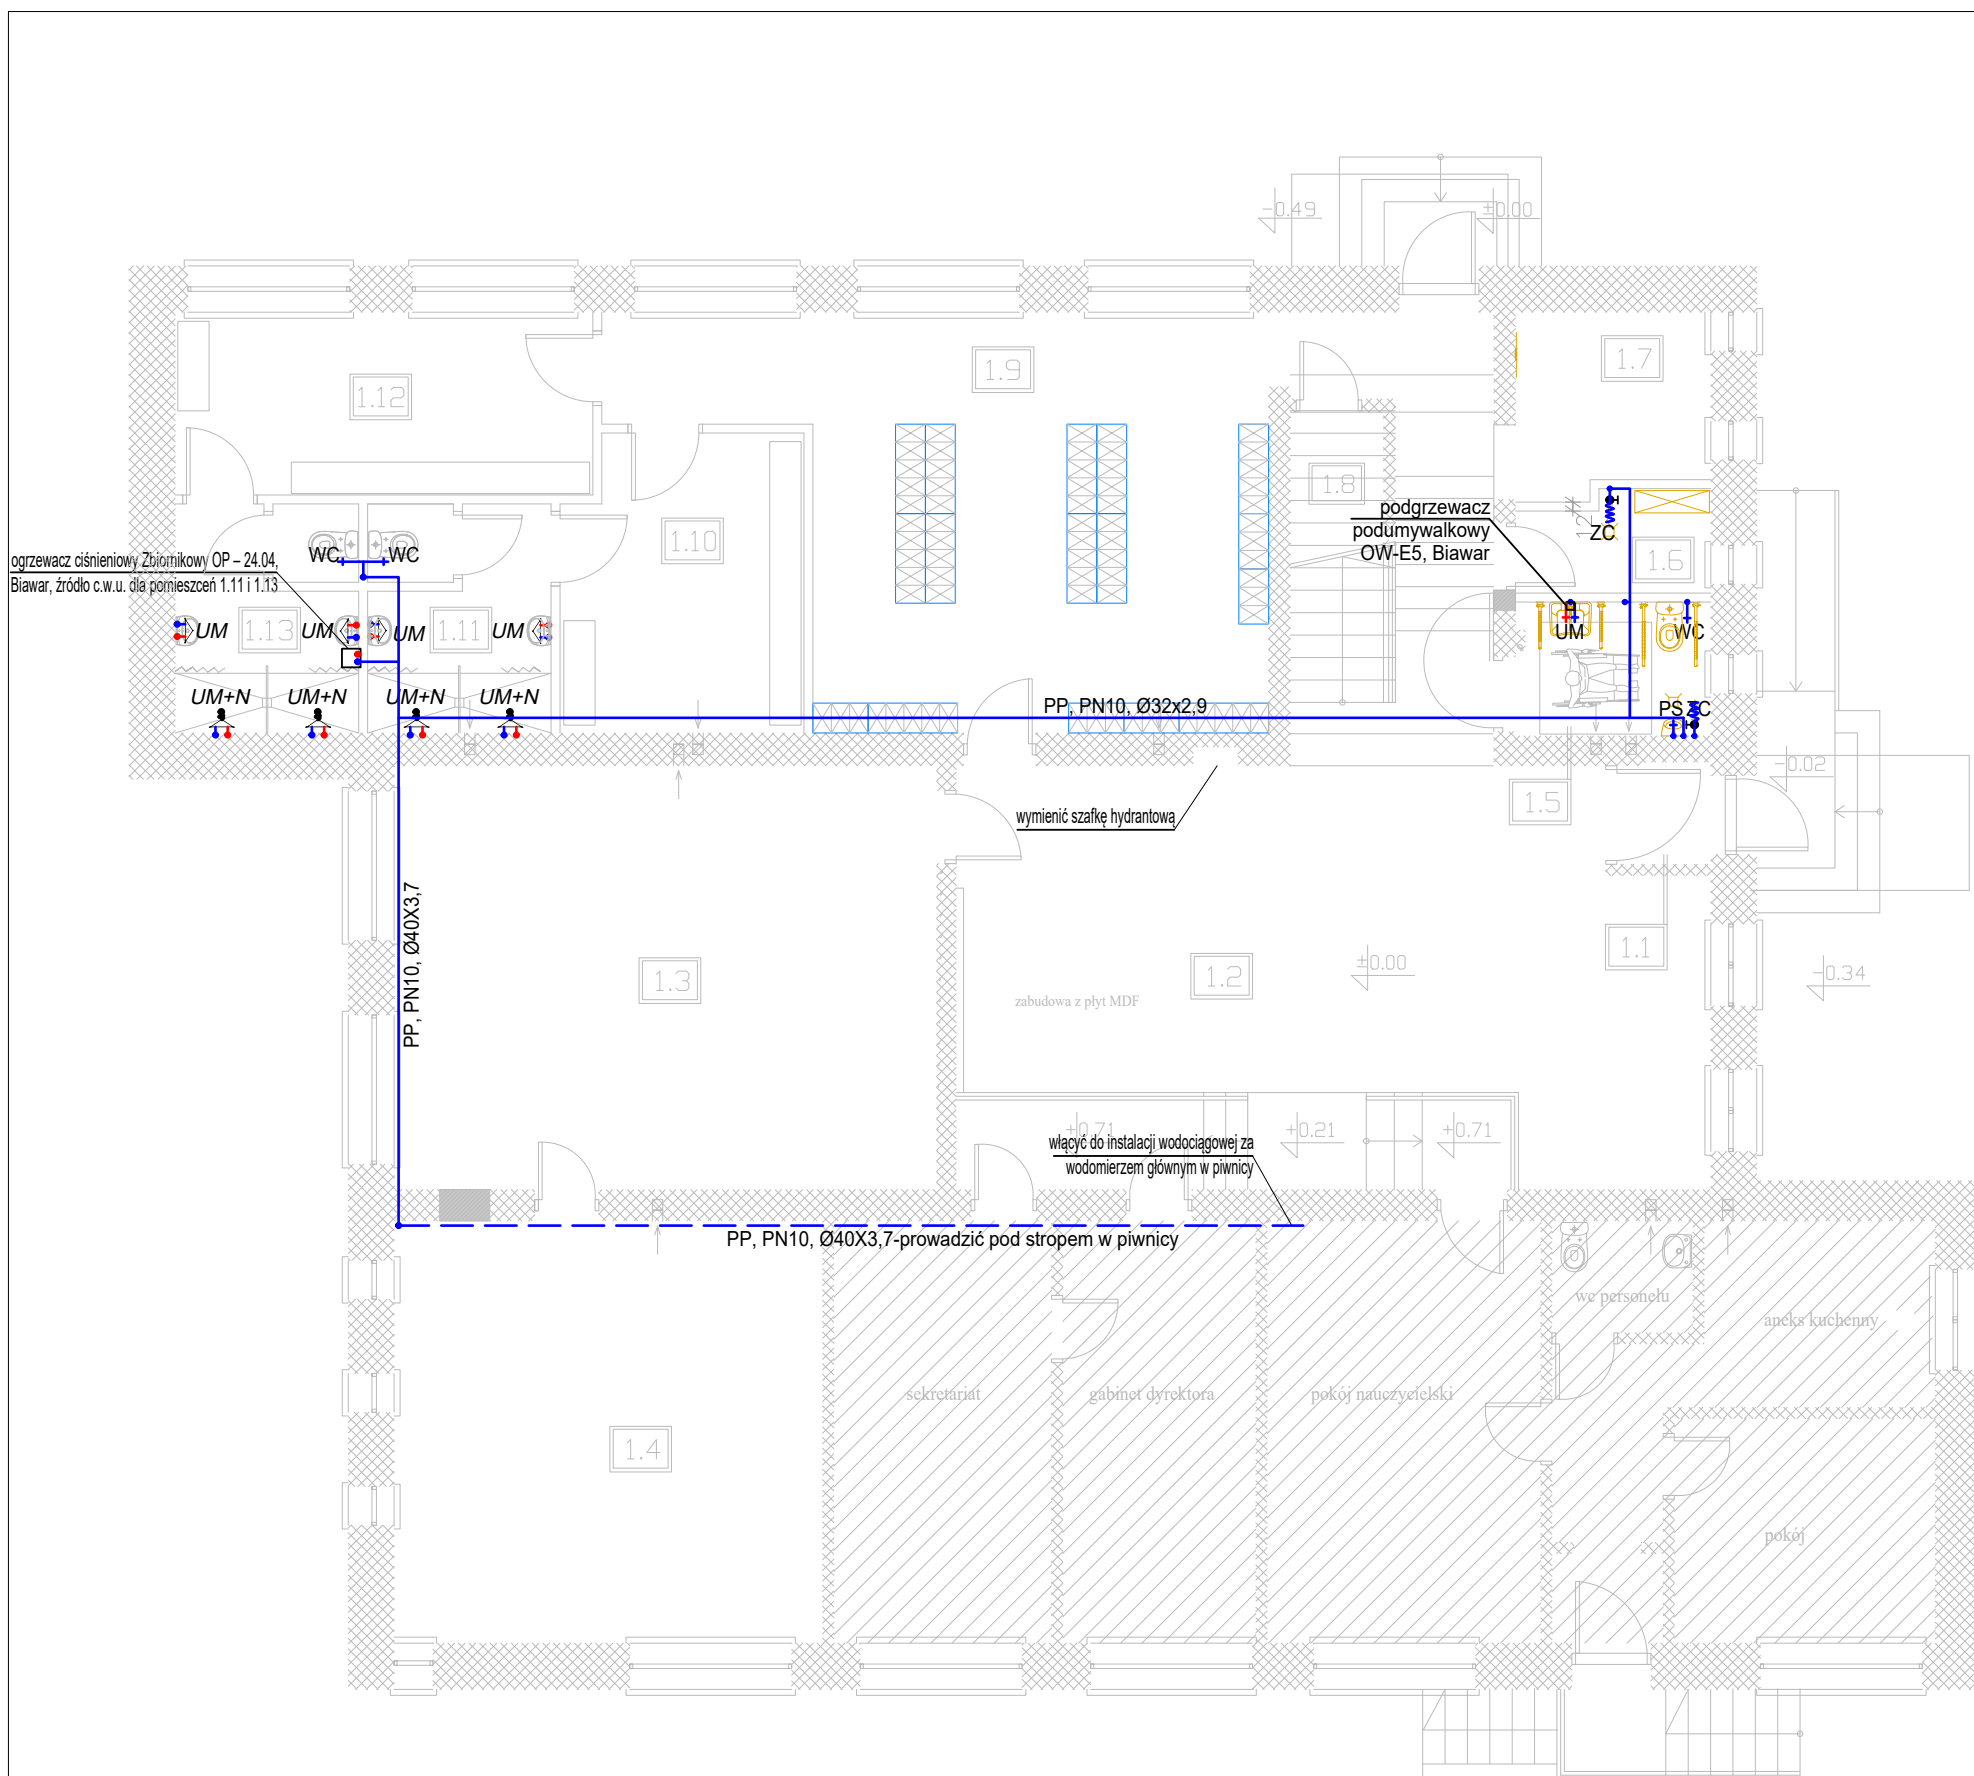 -0.49
±0.00
1.7
1.9
1.12
1.8
podgrzewacz
podumywalkowy
OW-E5, Biawar
ZC
1.10
1.6
WC
WC
ogrzewacz ciśnieniowy Zbiornikowy OP – 24.04,
Biawar, źródło c.w.u. dla pomieszceń 1.11 i 1.13
UM
1.13
UM
UM
1.11
UM
UM
WC
UM+N
UM+N
UM+N
UM+N
PP, PN10, Ø32x2,9
PS
ZC
-0.02
1.5
wymienić szafkę hydrantową
PP, PN10, Ø40X3,7
1.1
1.3
1.2
±0.00
-0.34
zabudowa z płyt MDF
+0.71
+0.21
+0.71
włączyć do instalacji wodociągowej za
wodomierzem głównym w piwnicy
PP, PN10, Ø40X3,7-prowadzić pod stropem w piwnicy
wc personelu
aneks kuchenny
sekretariat
gabinet dyrektora
pokój nauczycielski
1.4
pokój